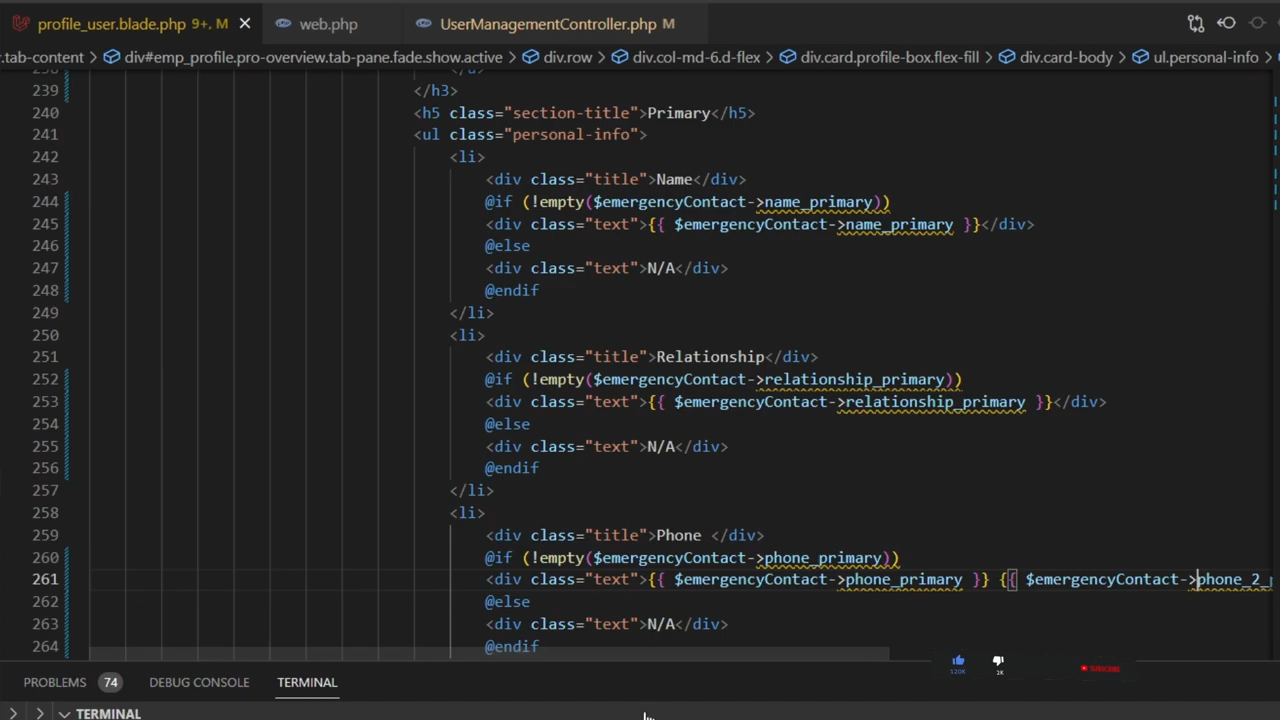 profile_user.blade.php 9+, M
web.php
UserManagementController.php M
.tab-content > div#emp_profile.pro-overview.tab-pane.fade.show.active > div.row > div.col-md-6.d-flex > div.card.profile-box.flex-fill > div.card-body > ul.personal-info >
239 </h3>
240 <h5 class="section-title">Primary</h5>
241 <ul class="personal-info">
242 <li>
243 <div class="title">Name</div>
244 @if (!empty($emergencyContact->name_primary))
245 <div class="text">{{ $emergencyContact->name_primary }}</div>
246 @else
247 <div class="text">N/A</div>
248 @endif
249 </li>
250 <li>
251 <div class="title">Relationship</div>
252 @if (!empty($emergencyContact->relationship_primary))
253 <div class="text">{{ $emergencyContact->relationship_primary }}</div>
254 @else
255 <div class="text">N/A</div>
256 @endif
257 </li>
258 <li>
259 <div class="title">Phone </div>
260 @if (!empty($emergencyContact->phone_primary))
261 <div class="text">{{ $emergencyContact->phone_primary }} {{ $emergencyContact->phone_2_p
262 @else
263 <div class="text">N/A</div>
264 @endif
120K
2K
SUBSCRIBE
PROBLEMS 74
DEBUG CONSOLE
TERMINAL
TERMINAL